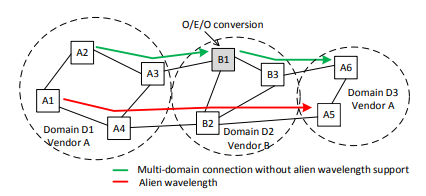 O/E/O conversion
A2
B1
A3
B3
A6
A1
Domain D3
Vendor A
A4
B2
A5
Domain D1
Vendor A
Domain D2
Vendor B
Multi-domain connection without alien wavelength support
Alien wavelength